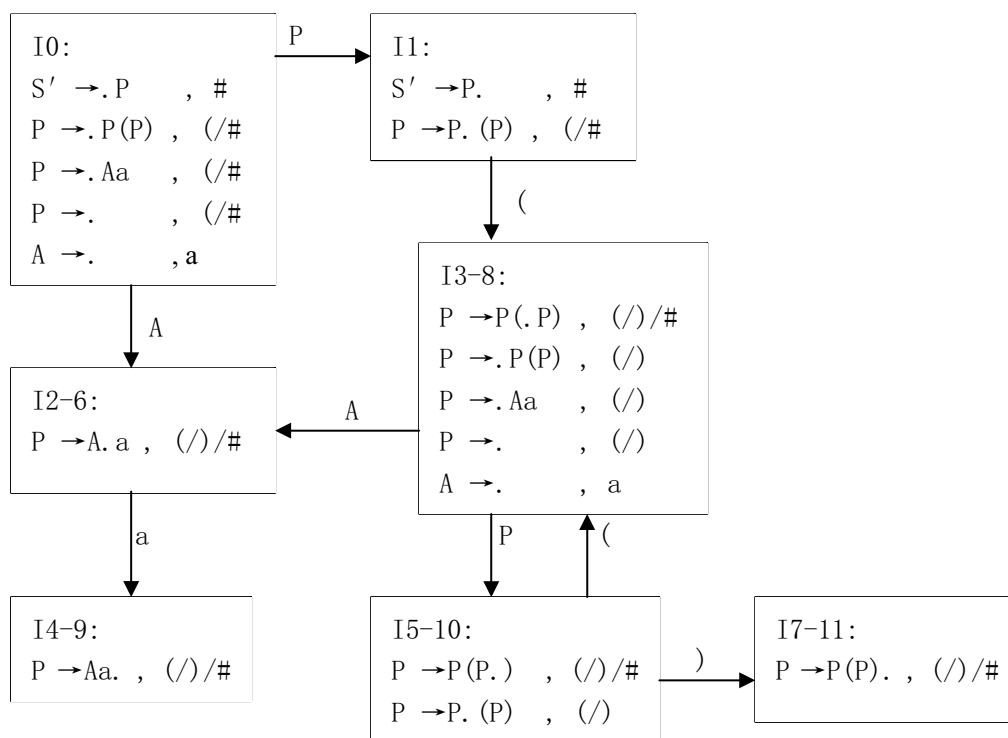 I0:
S′ →.P , #
P →.P(P) , (/#
P →.Aa , (/#
P →. , (/#
A →. ,a
P
I1:
S′ →P. , #
P →P.(P) , (/#
(
A
I3-8:
P →P(.P) , (/)/#
P →.P(P) , (/)
P →.Aa , (/)
P →. , (/)
A →. , a
I2-6:
P →A.a , (/)/#
A
a
P
(
I4-9:
P →Aa. , (/)/#
I5-10:
P →P(P.) , (/)/#
P →P.(P) , (/)
)
I7-11:
P →P(P). , (/)/#